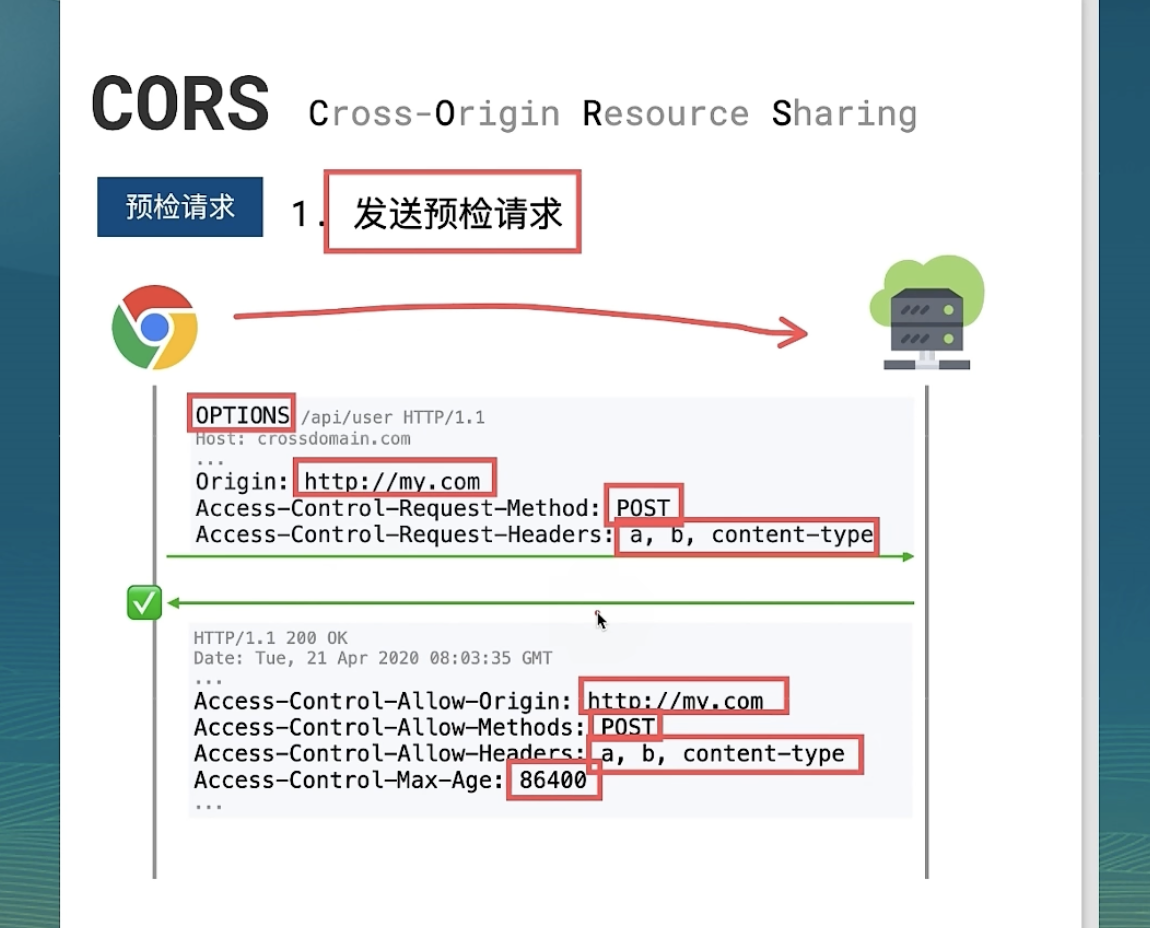 CORS Cross-Origin Resource Sharing
预检请求 1. 发送预检请求
OPTIONS /api/user HTTP/1.1
Host: crossdomain.com
...
Origin: http://my.com
Access-Control-Request-Method: POST
Access-Control-Request-Headers: a, b, content-type
HTTP/1.1 200 OK
Date: Tue, 21 Apr 2020 08:03:35 GMT
...
Access-Control-Allow-Origin: http://my.com
Access-Control-Allow-Methods: POST
Access-Control-Allow-Headers: a, b, content-type
Access-Control-Max-Age: 86400
...